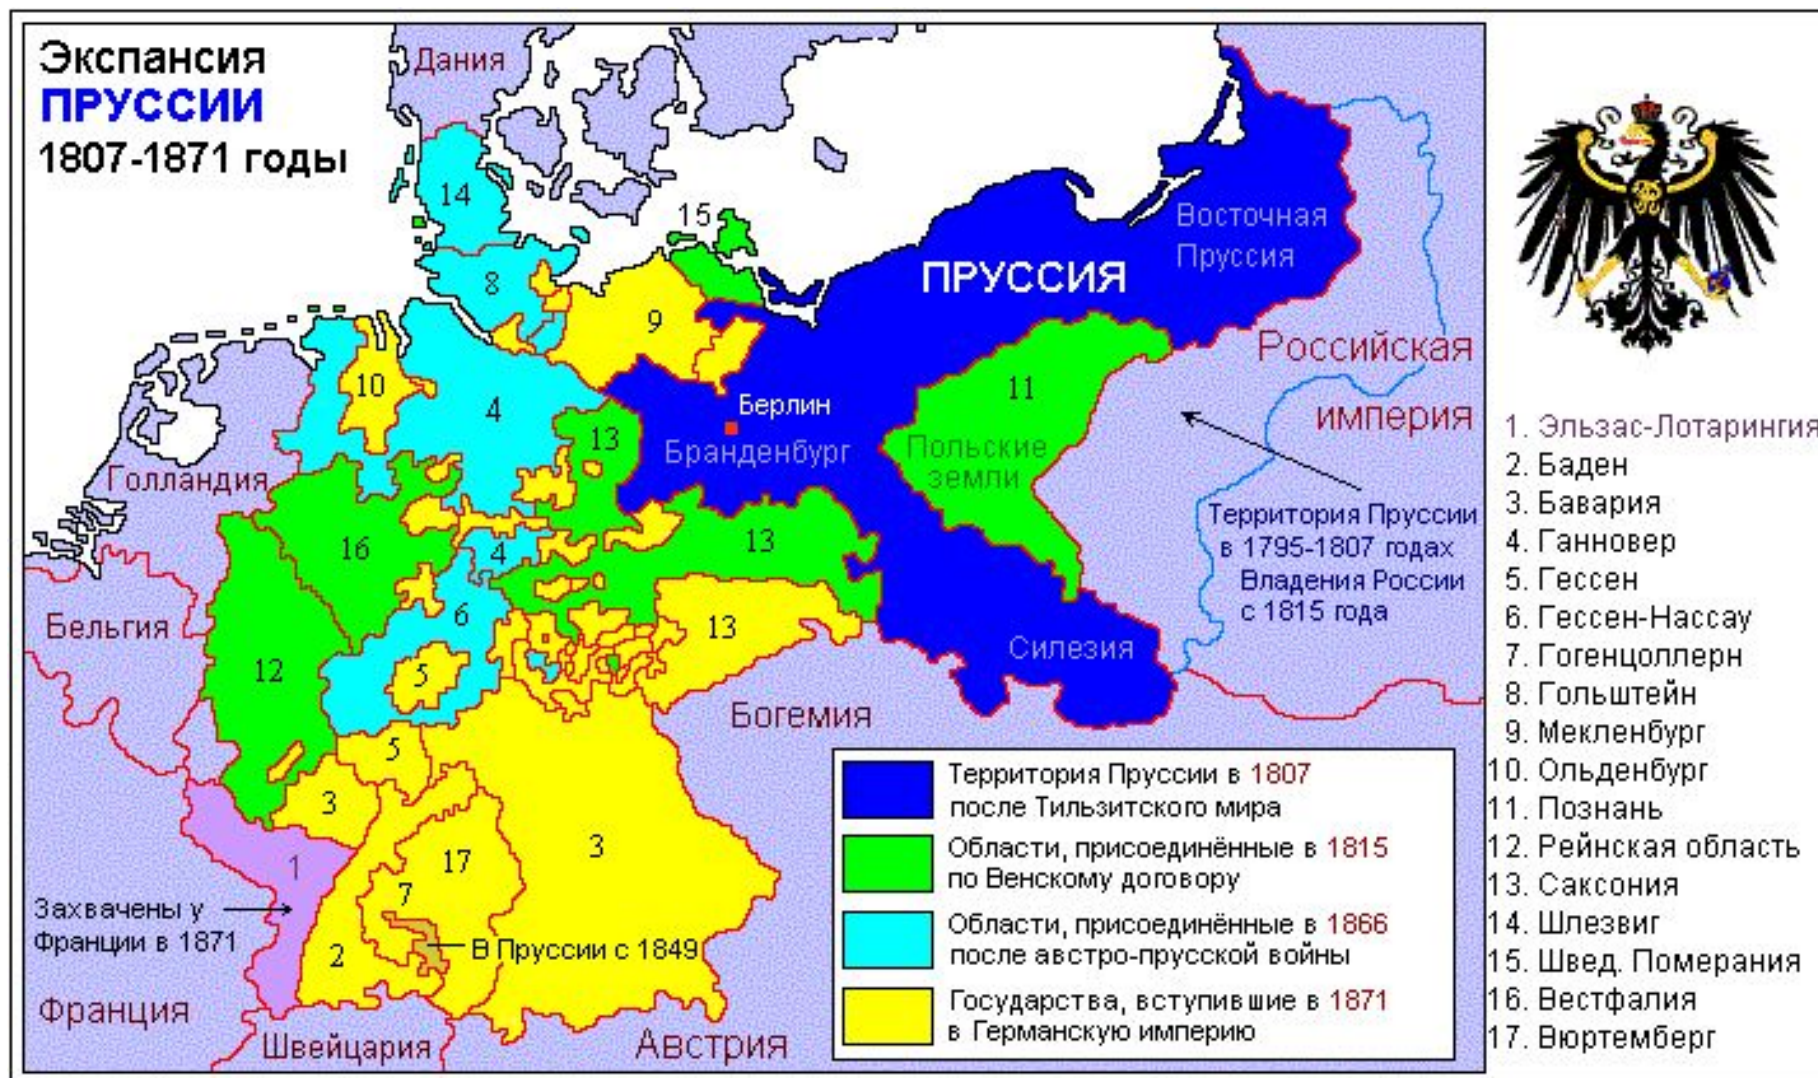 Экспансия
ПРУССИИ
1807-1871 годы
Дания
14
15
8
9
10
4
13
Восточная
Пруссия
ПРУССИЯ
Российская
империя
11
Польские
земли
Берлин
Бранденбург
Голландия
16
4
13
Территория Пруссии
в 1795-1807 годах
Владения России
с 1815 года
Бельгия
6
13
12
5
Силезия
Богемия
5
3
1
17
3
7
2
Захвачены у
Франции в 1871
В Пруссии с 1849
Франция
Швейцария
Австрия
Территория Пруссии в 1807
после Тильзитского мира
Области, присоединённые в 1815
по Венскому договору
Области, присоединённые в 1866
после австро-прусской войны
Государства, вступившие в 1871
в Германскую империю
1. Эльзас-Лотарингия
2. Баден
3. Бавария
4. Ганновер
5. Гессен
6. Гессен-Нассау
7. Гогенцоллерн
8. Гольштейн
9. Мекленбург
10. Ольденбург
11. Познань
12. Рейнская область
13. Саксония
14. Шлезвиг
15. Швед. Померания
16. Вестфалия
17. Вюртемберг